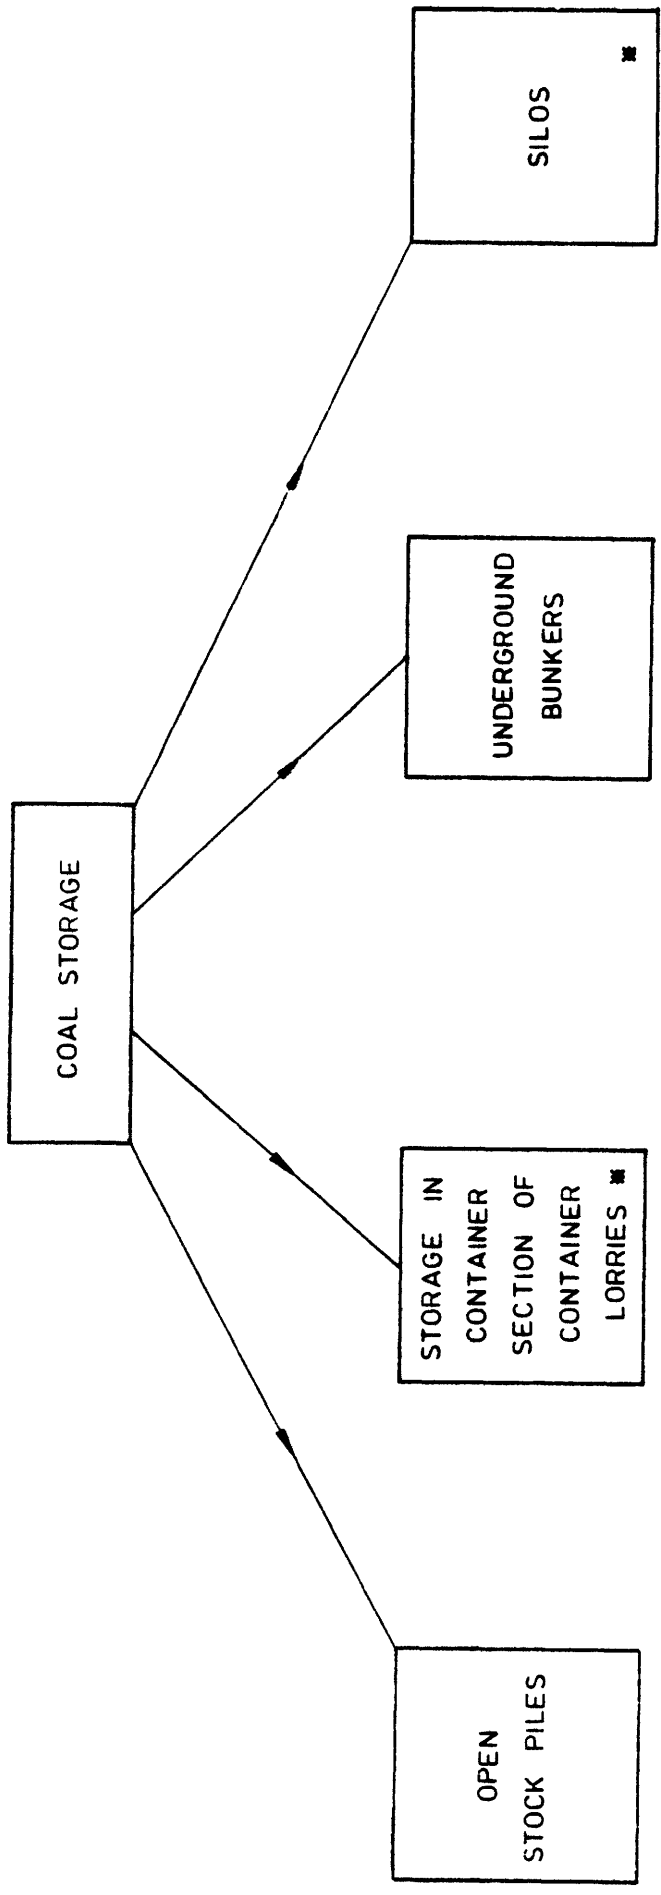 COAL STORAGE
OPEN
STOCK PILES
STORAGE IN
CONTAINER
SECTION OF
CONTAINER
LORRIES *
UNDERGROUND
BUNKERS
SILOS
*